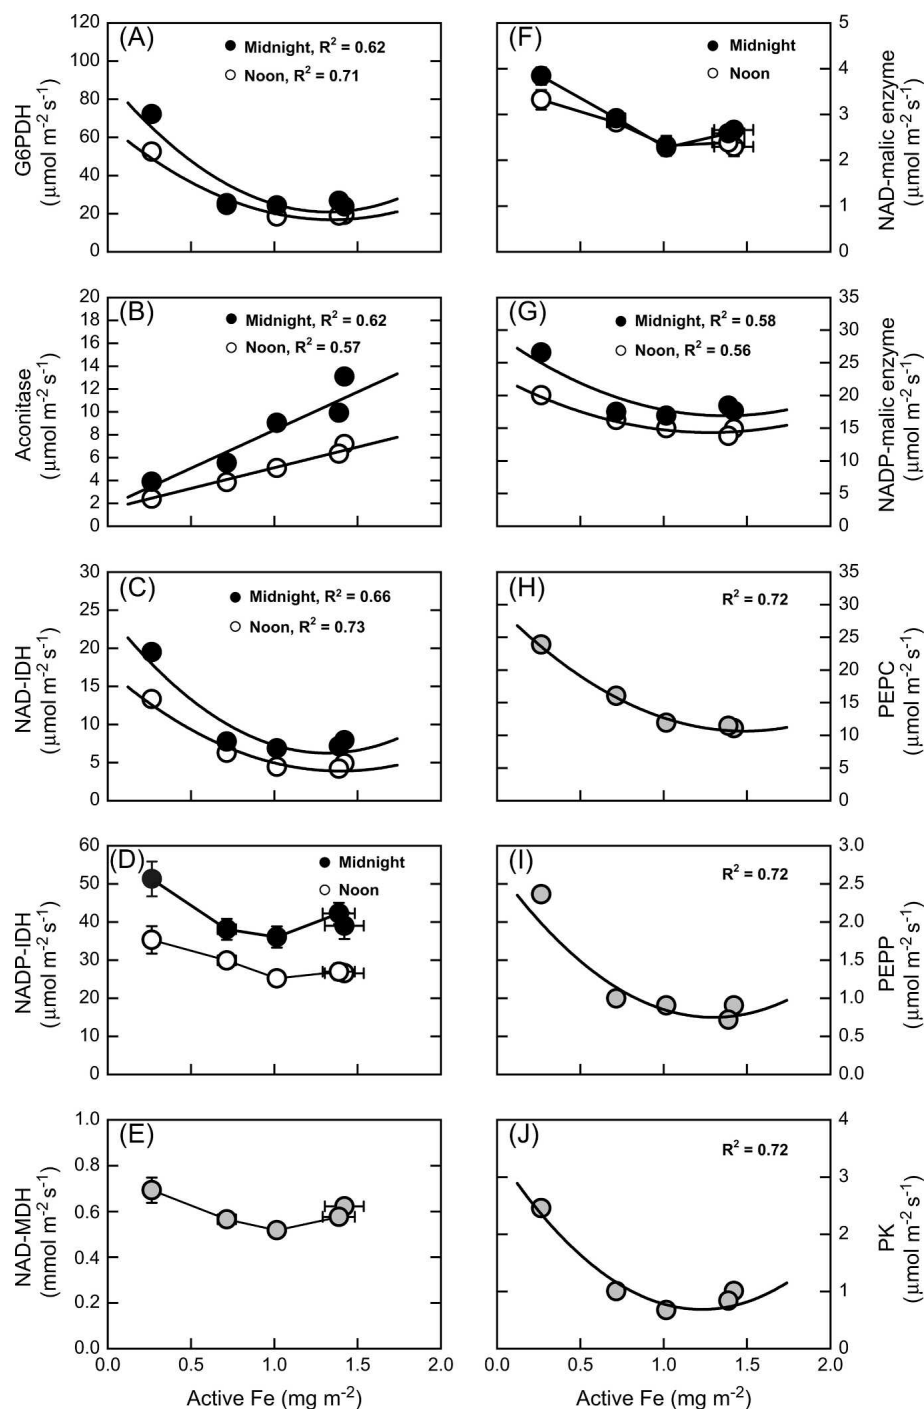 (A)
Midnight, R² = 0.62
Noon, R² = 0.71
G6PDH
(μmol m⁻² s⁻¹)
120
100
80
60
40
20
0
(F)
Midnight
Noon
5
4
3
2
1
0
NAD-malic enzyme
(μmol m⁻² s⁻¹)
(B)
Midnight, R² = 0.62
Noon, R² = 0.57
Aconitase
(μmol m⁻² s⁻¹)
20
18
16
14
12
10
8
6
4
2
0
(G)
Midnight, R² = 0.58
Noon, R² = 0.56
35
30
25
20
15
10
5
0
NADP-malic enzyme
(μmol m⁻² s⁻¹)
(C)
Midnight, R² = 0.66
Noon, R² = 0.73
NAD-IDH
(μmol m⁻² s⁻¹)
30
25
20
15
10
5
0
(H)
R² = 0.72
35
30
25
20
15
10
5
0
PEPC
(μmol m⁻² s⁻¹)
(D)
Midnight
Noon
NADP-IDH
(μmol m⁻² s⁻¹)
60
50
40
30
20
10
0
(I)
R² = 0.72
3.0
2.5
2.0
1.5
1.0
0.5
0.0
PEPP
(μmol m⁻² s⁻¹)
(E)
NAD-MDH
(mmol m⁻² s⁻¹)
1.0
0.8
0.6
0.4
0.2
0.0
0.0 0.5 1.0 1.5 2.0
Active Fe (mg m⁻²)
(J)
R² = 0.72
4
3
2
1
0
PK
(μmol m⁻² s⁻¹)
0.0 0.5 1.0 1.5 2.0
Active Fe (mg m⁻²)